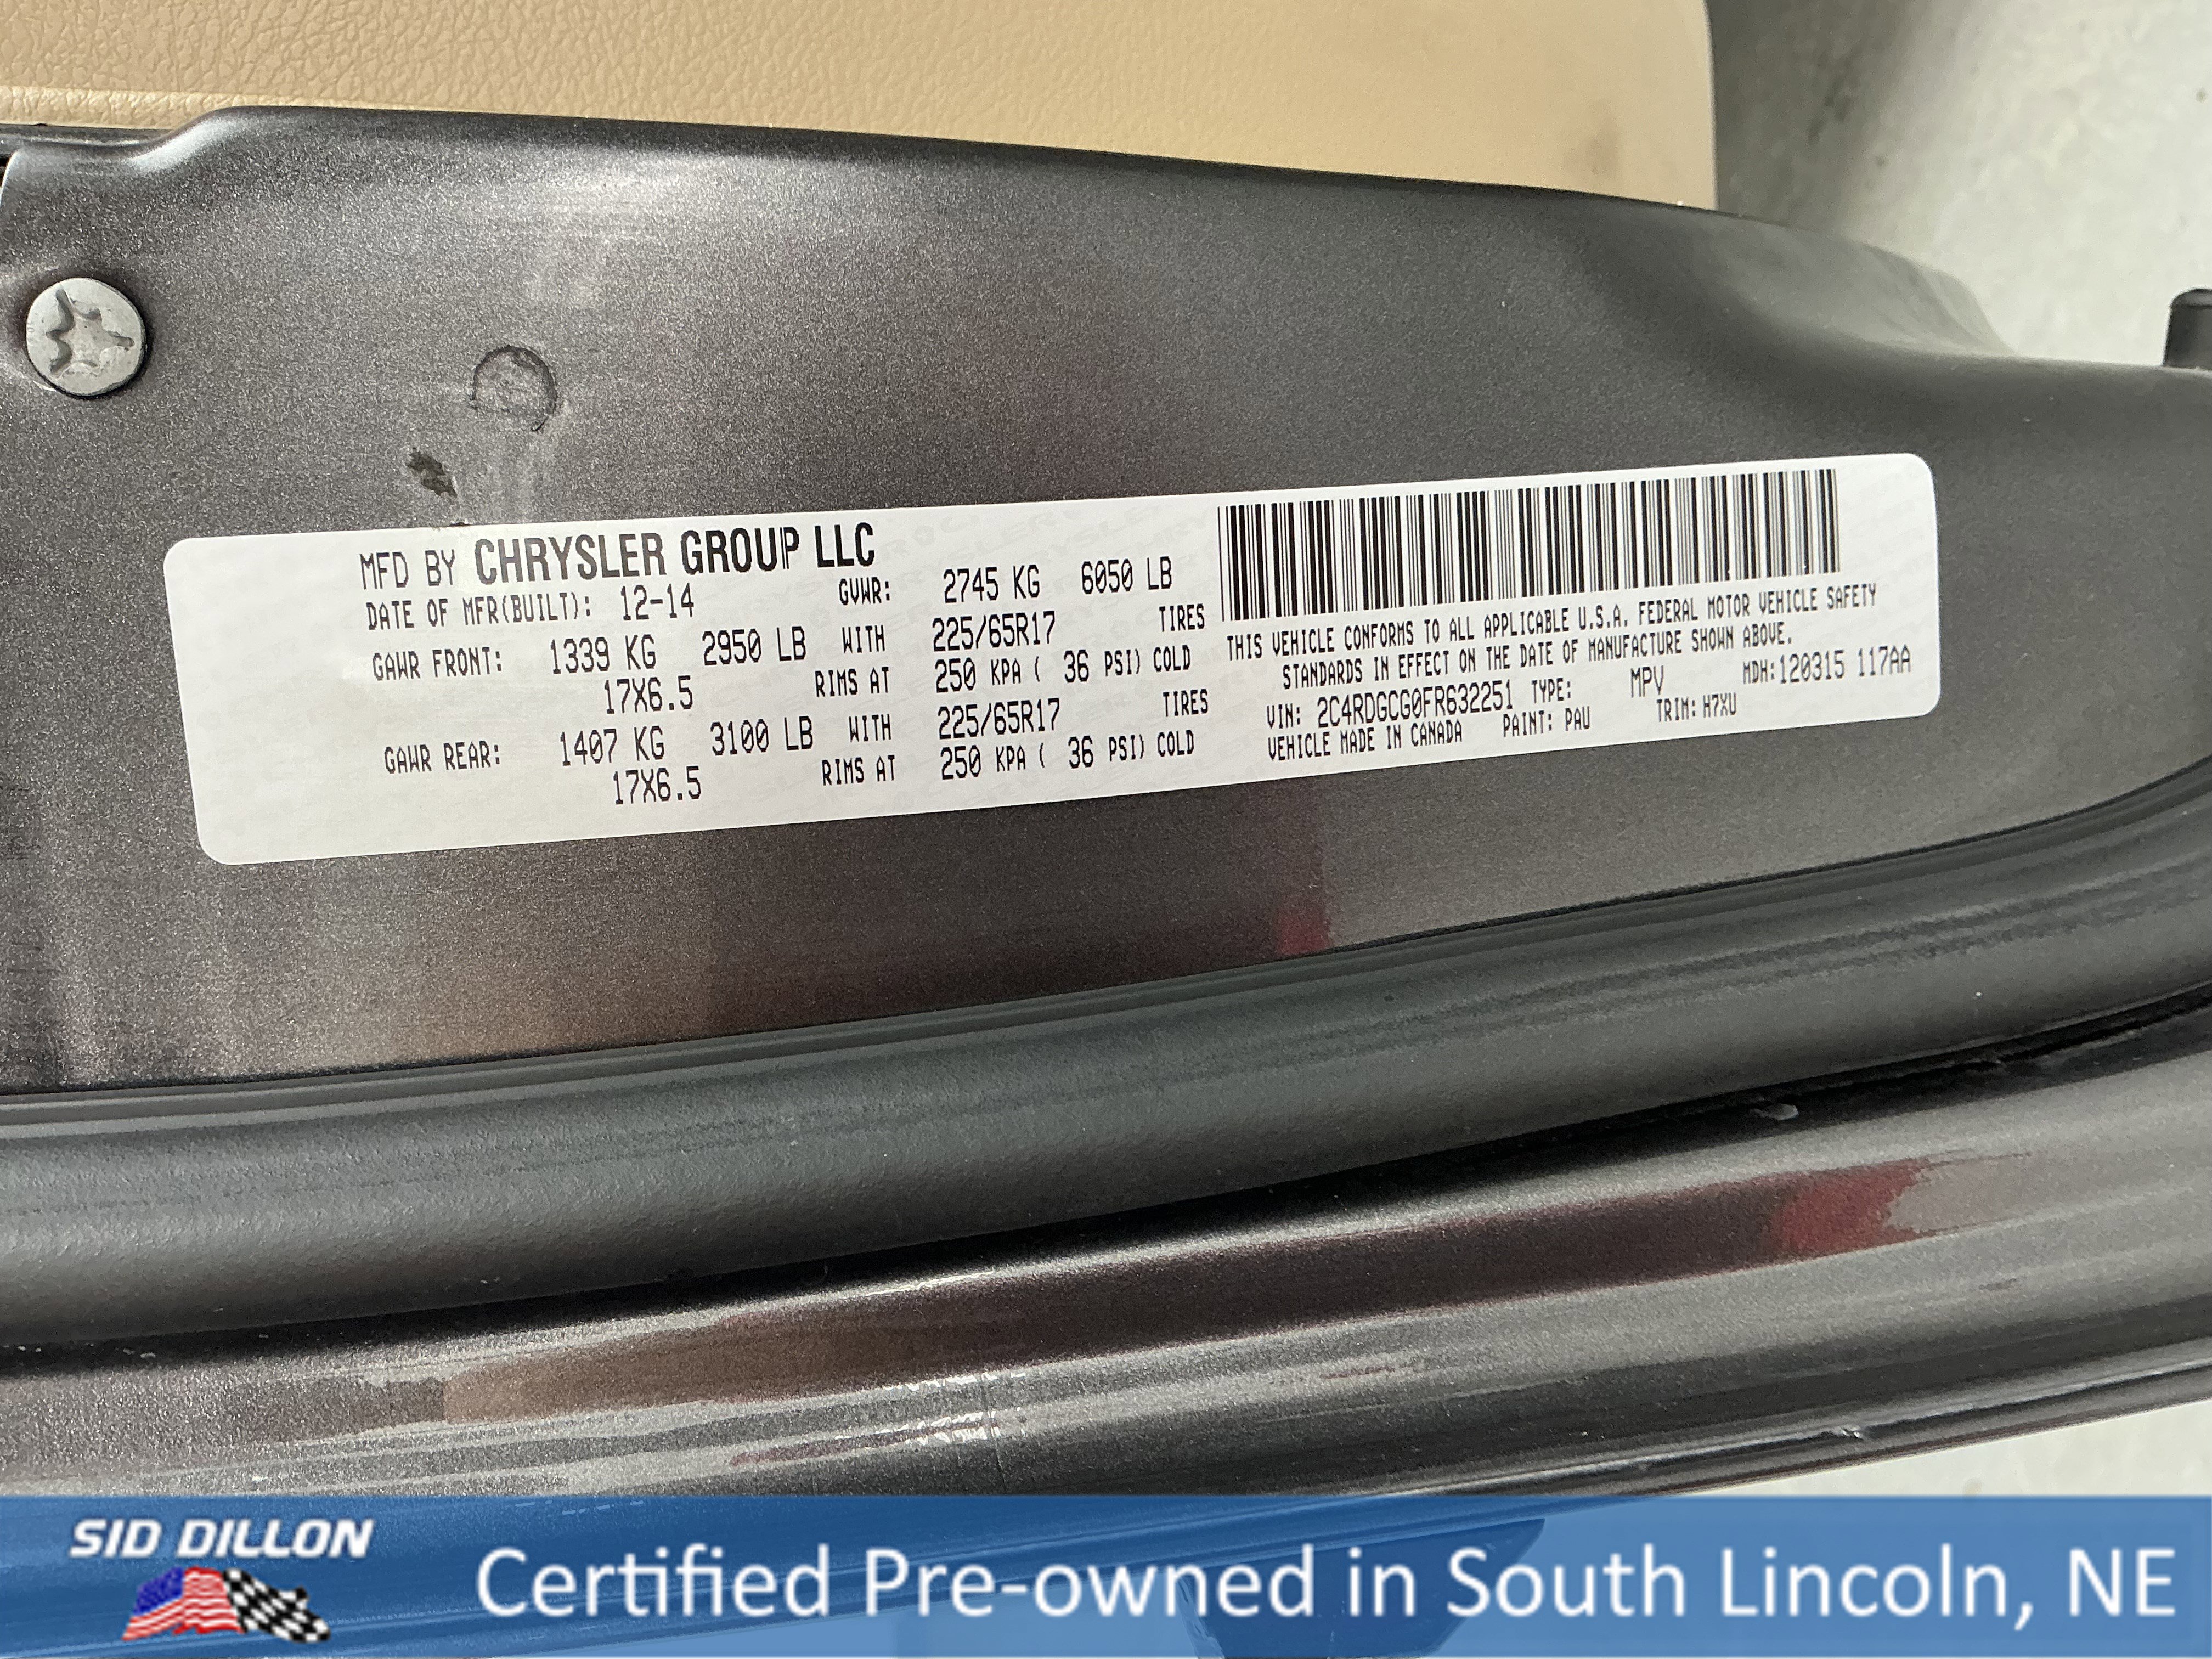 MFD BY CHRYSLER GROUP LLC
DATE OF MFR(BUILT): 12-14 GVWR: 2745 KG 6050 LB
GAWR FRONT: 1339 KG 2950 LB WITH 225/65R17 TIRES
17X6.5 RIMS AT 250 KPA ( 36 PSI) COLD
GAWR REAR: 1407 KG 3100 LB WITH 225/65R17 TIRES
17X6.5 RIMS AT 250 KPA ( 36 PSI) COLD
THIS VEHICLE CONFORMS TO ALL APPLICABLE U.S.A. FEDERAL MOTOR VEHICLE SAFETY
STANDARDS IN EFFECT ON THE DATE OF MANUFACTURE SHOWN ABOVE.
MDH:120315 117AA
VIN: 2C4RDGCG0FR632251 TYPE: MPV
VEHICLE MADE IN CANADA PAINT: PAU TRIM: H7XU
SID DILLON
Certified Pre-owned in South Lincoln, NE